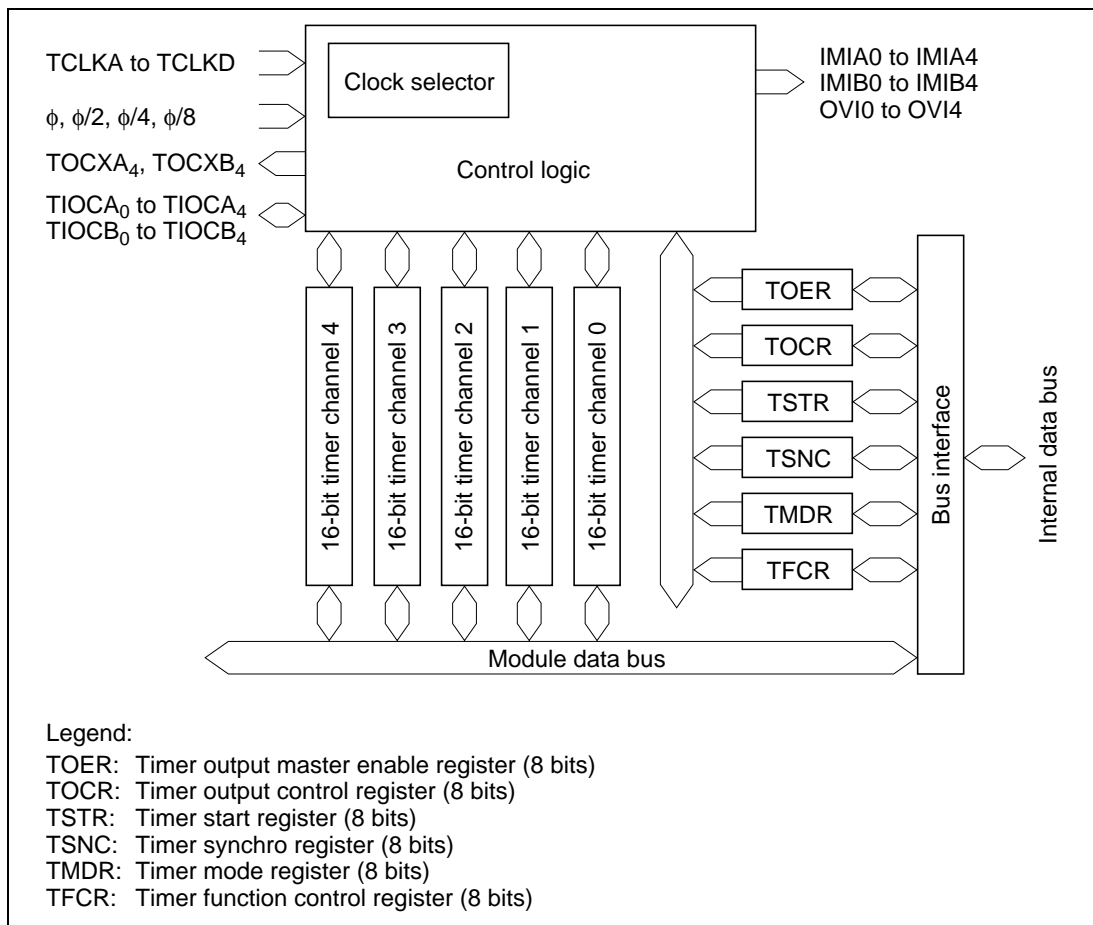 TCLKA to TCLKD
ϕ, ϕ/2, ϕ/4, ϕ/8
TOCXA₄, TOCXB₄
TIOCA₀ to TIOCA₄
TIOCB₀ to TIOCB₄
Clock selector
Control logic
IMIA0 to IMIA4
IMIB0 to IMIB4
OVI0 to OVI4
16-bit timer channel 4
16-bit timer channel 3
16-bit timer channel 2
16-bit timer channel 1
16-bit timer channel 0
TOER
TOCR
TSTR
TSNC
TMDR
TFCR
Bus interface
Internal data bus
Module data bus
Legend:
TOER: Timer output master enable register (8 bits)
TOCR: Timer output control register (8 bits)
TSTR: Timer start register (8 bits)
TSNC: Timer synchro register (8 bits)
TMDR: Timer mode register (8 bits)
TFCR: Timer function control register (8 bits)